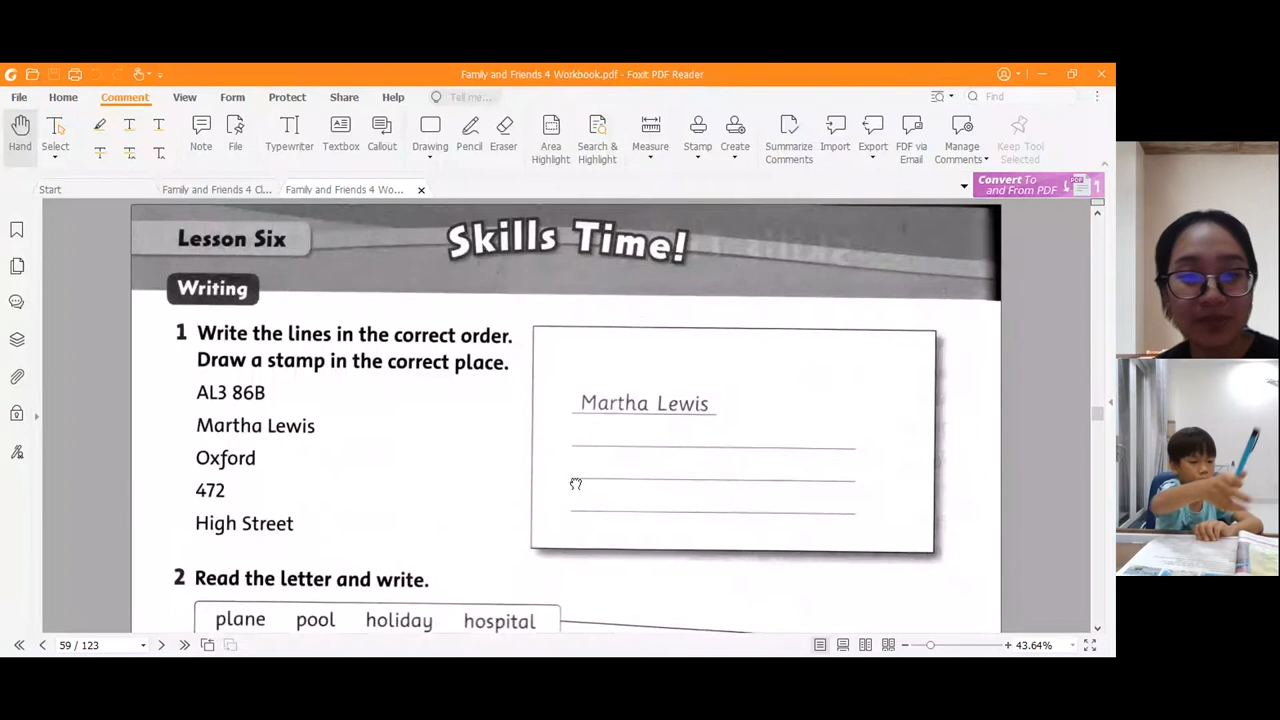 Family and Friends 4 Workbook.pdf - Foxit PDF Reader
File Home Comment View Form Protect Share Help Tell me... Find
Hand Select Note File Typewriter Textbox Callout Drawing Pencil Eraser Area Highlight Search & Highlight Measure Stamp Create Summarize Comments Import Export FDF via Email Manage Comments Keep Tool Selected
Start Family and Friends 4 Cl... Family and Friends 4 Wo... Convert To and From PDF
Lesson Six
Skills Time!
Writing
1 Write the lines in the correct order.
Draw a stamp in the correct place.
AL3 86B
Martha Lewis
Oxford
472
High Street
Martha Lewis
2 Read the letter and write.
plane pool holiday hospital
59 / 123
43.64%